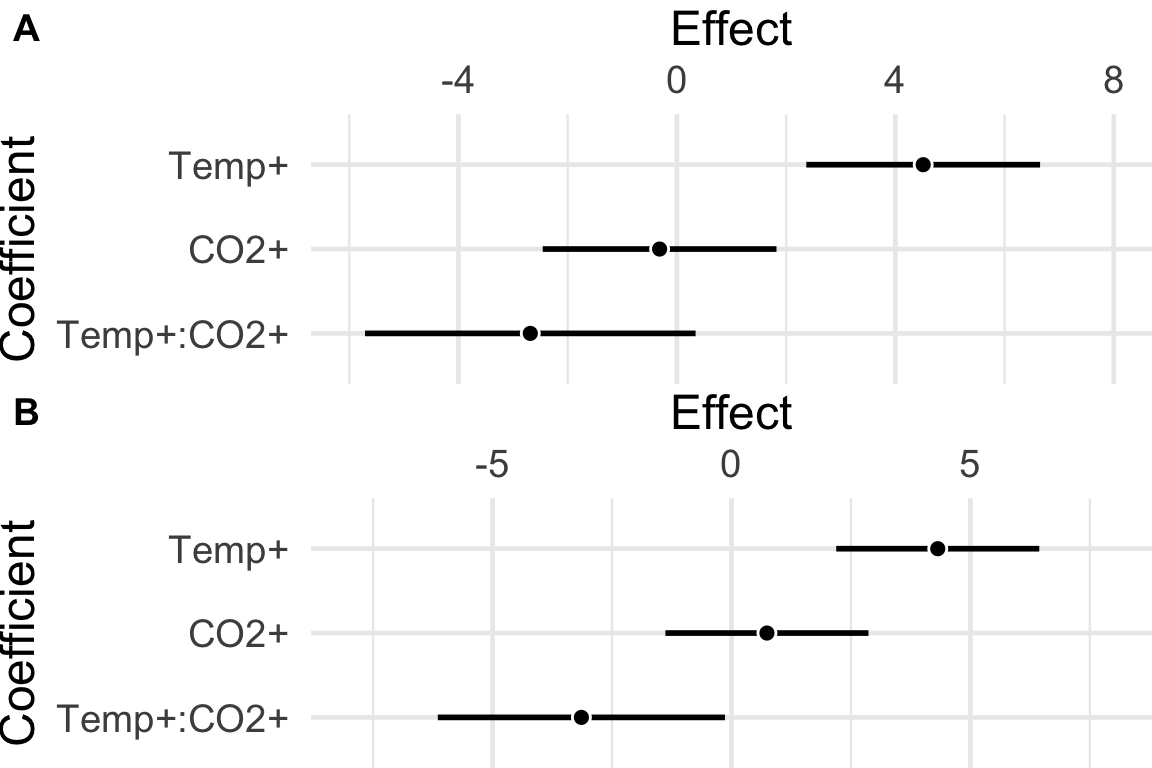 A
Effect
-4 0 4 8
Coefficient
Temp+
CO2+
Temp+:CO2+
B
Effect
-5 0 5
Coefficient
Temp+
CO2+
Temp+:CO2+